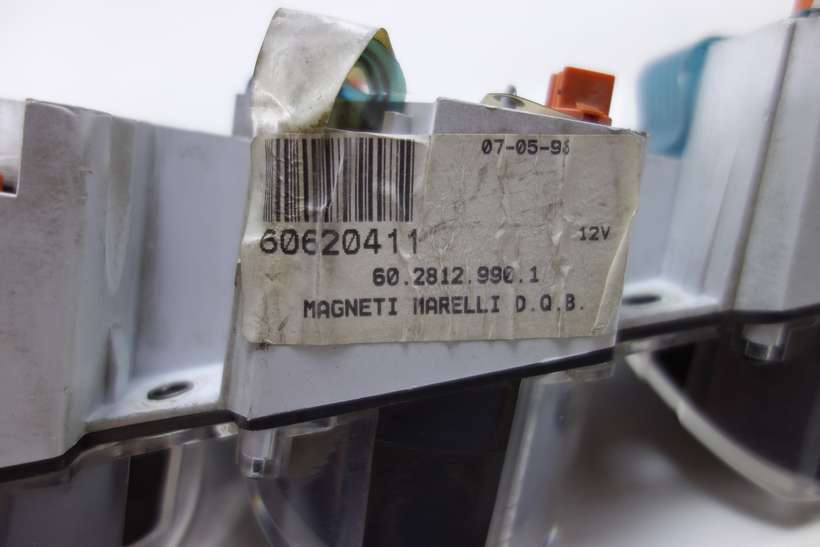 07-05-98
60620411
12V
60.2812.990.1
MAGNETI MARELLI D.Q.B.